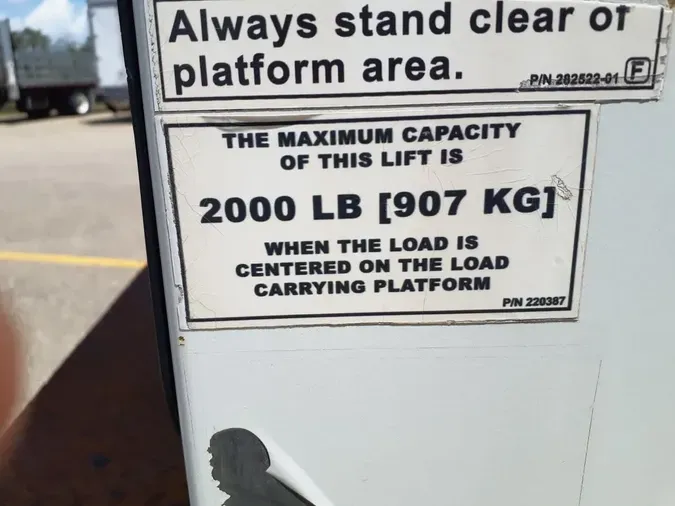 Always stand clear of
platform area.
P/N 282522-01 F
THE MAXIMUM CAPACITY
OF THIS LIFT IS
2000 LB [907 KG]
WHEN THE LOAD IS
CENTERED ON THE LOAD
CARRYING PLATFORM
P/N 220387